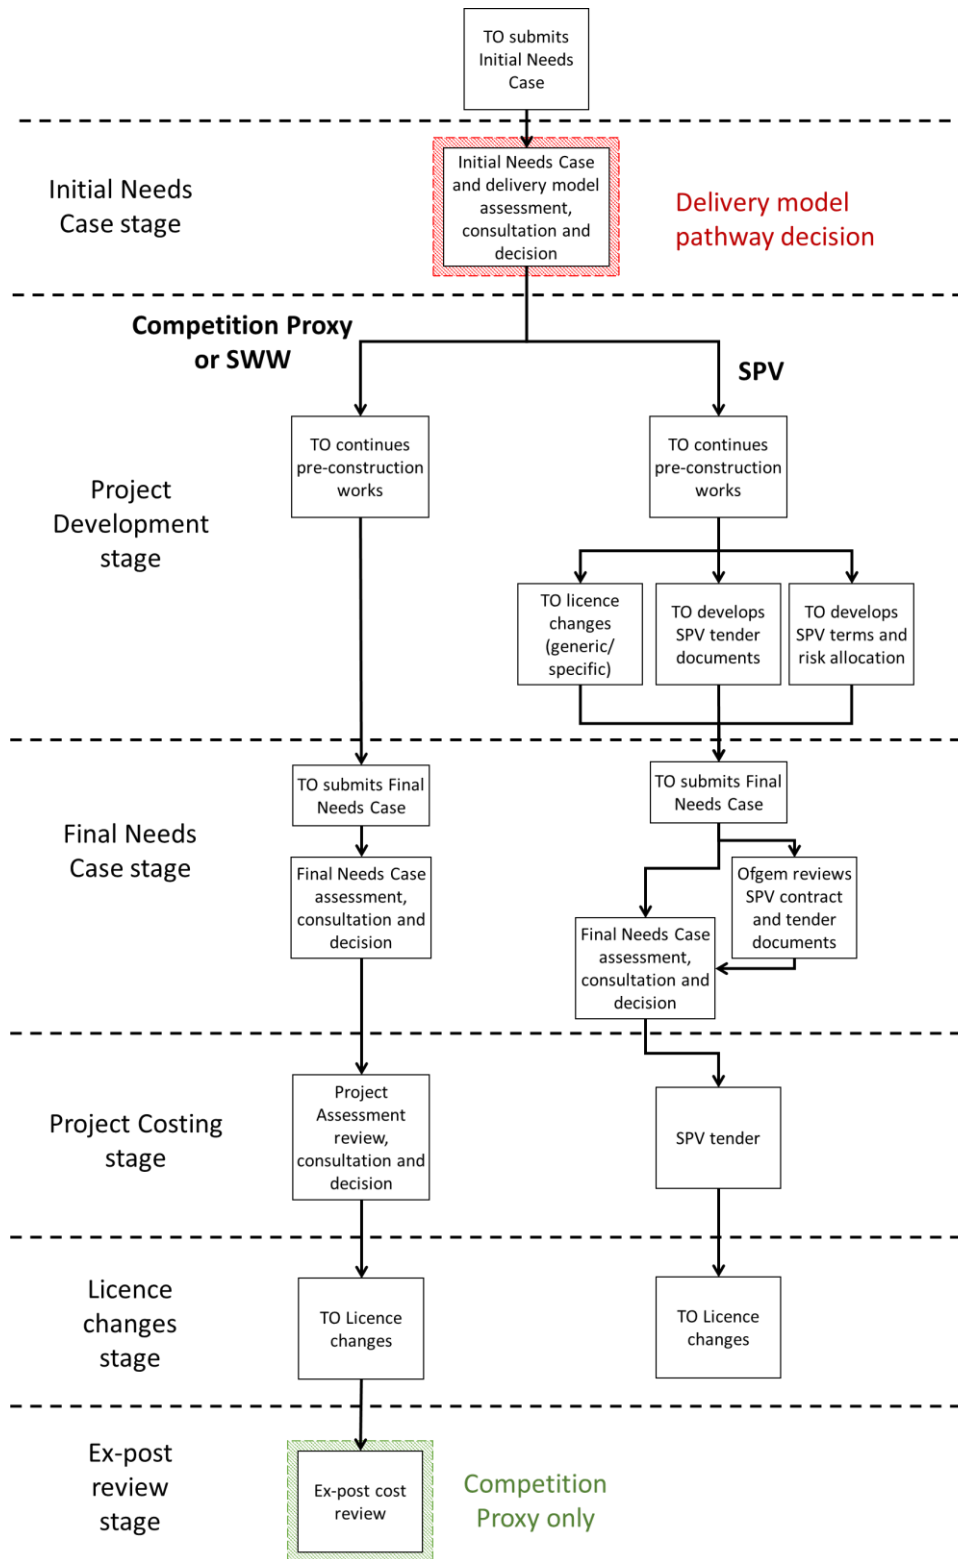 TO submits
Initial Needs
Case
Initial Needs
Case stage
Initial Needs Case
and delivery model
assessment,
consultation and
decision
Delivery model
pathway decision
Competition Proxy
or SWW
SPV
Project
Development
stage
TO continues
pre-construction
works
TO continues
pre-construction
works
TO licence
changes
(generic/
specific)
TO develops
SPV tender
documents
TO develops
SPV terms and
risk allocation
Final Needs
Case stage
TO submits Final
Needs Case
TO submits Final
Needs Case
Final Needs Case
assessment,
consultation and
decision
Ofgem reviews
SPV contract
and tender
documents
Final Needs Case
assessment,
consultation and
decision
Project Costing
stage
Project
Assessment
review,
consultation and
decision
SPV tender
Licence
changes
stage
TO Licence
changes
TO Licence
changes
Ex-post
review
stage
Ex-post cost
review
Competition
Proxy only